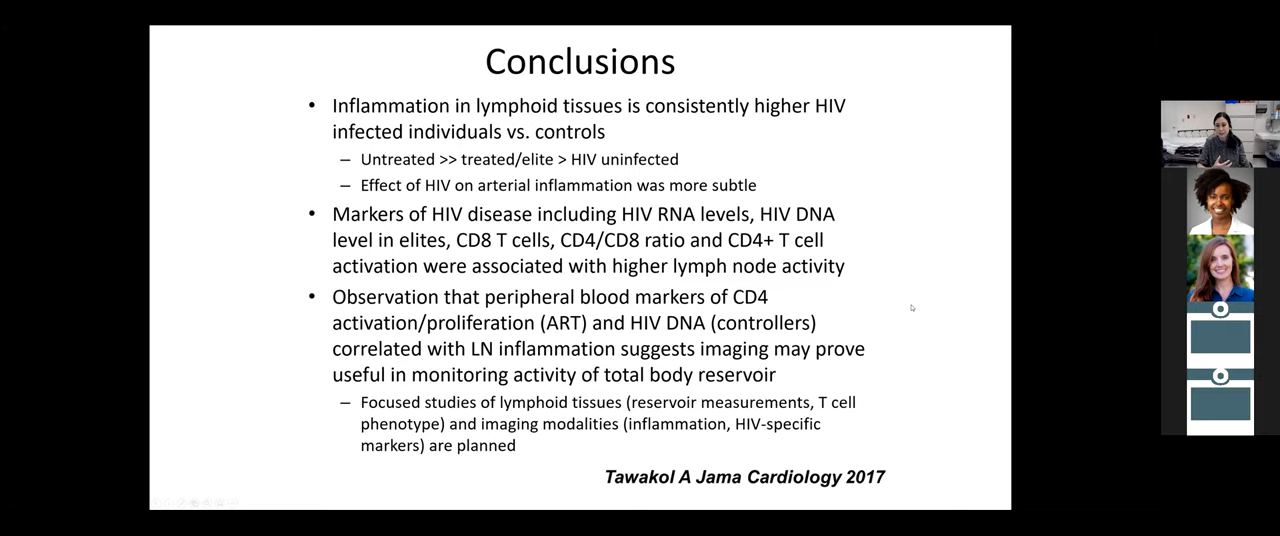 Conclusions
• Inflammation in lymphoid tissues is consistently higher HIV
infected individuals vs. controls
– Untreated >> treated/elite > HIV uninfected
– Effect of HIV on arterial inflammation was more subtle
• Markers of HIV disease including HIV RNA levels, HIV DNA
level in elites, CD8 T cells, CD4/CD8 ratio and CD4+ T cell
activation were associated with higher lymph node activity
• Observation that peripheral blood markers of CD4
activation/proliferation (ART) and HIV DNA (controllers)
correlated with LN inflammation suggests imaging may prove
useful in monitoring activity of total body reservoir
– Focused studies of lymphoid tissues (reservoir measurements, T cell
phenotype) and imaging modalities (inflammation, HIV-specific
markers) are planned
Tawakol A Jama Cardiology 2017